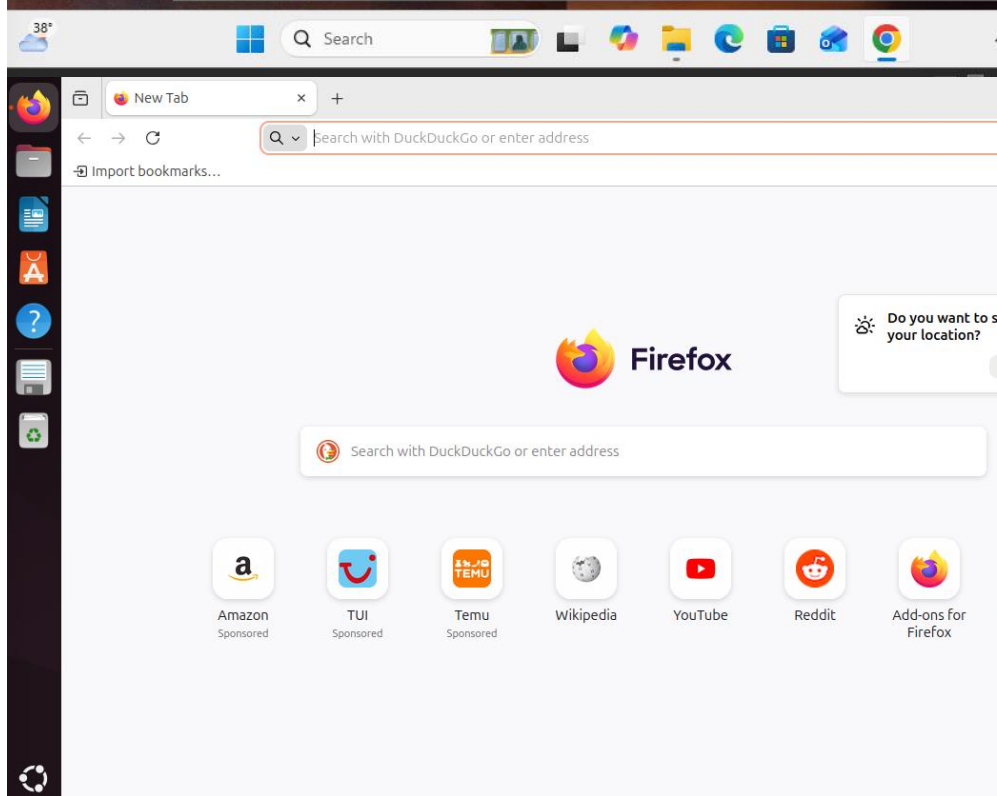 38°
Search
New Tab
Search with DuckDuckGo or enter address
Import bookmarks...
Do you want to s
your location?
Firefox
Search with DuckDuckGo or enter address
a
TEMU
Amazon
Sponsored
TUI
Sponsored
Temu
Sponsored
Wikipedia
YouTube
Reddit
Add-ons for
Firefox